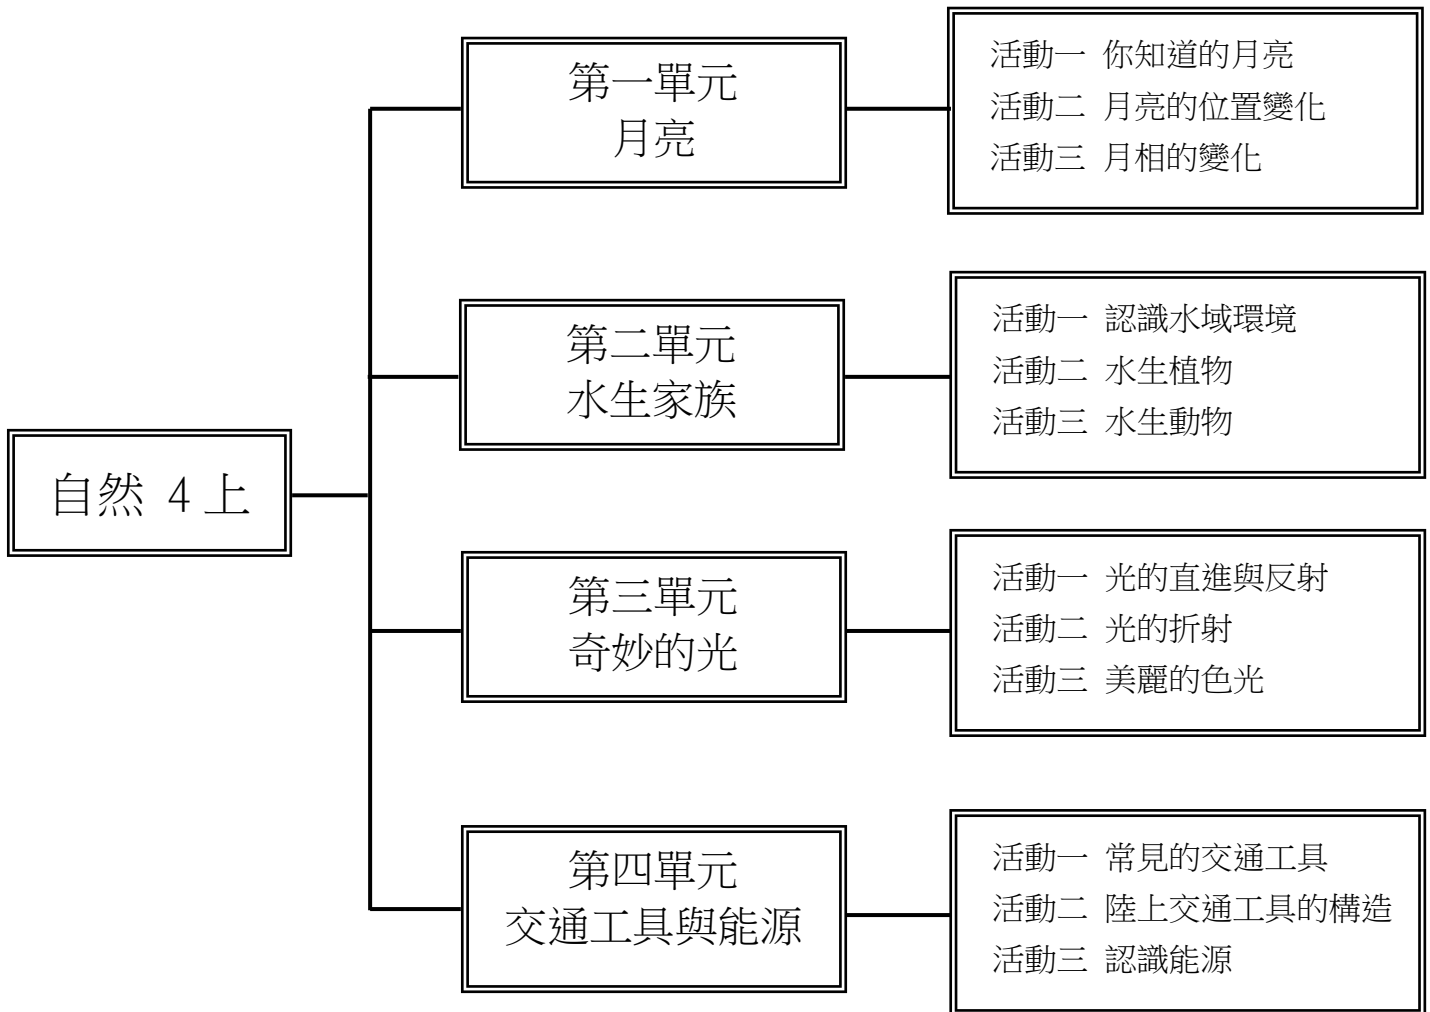 自然 4 上
第一單元
月亮
活動一 你知道的月亮
活動二 月亮的位置變化
活動三 月相的變化
第二單元
水生家族
活動一 認識水域環境
活動二 水生植物
活動三 水生動物
第三單元
奇妙的光
活動一 光的直進與反射
活動二 光的折射
活動三 美麗的色光
第四單元
交通工具與能源
活動一 常見的交通工具
活動二 陸上交通工具的構造
活動三 認識能源